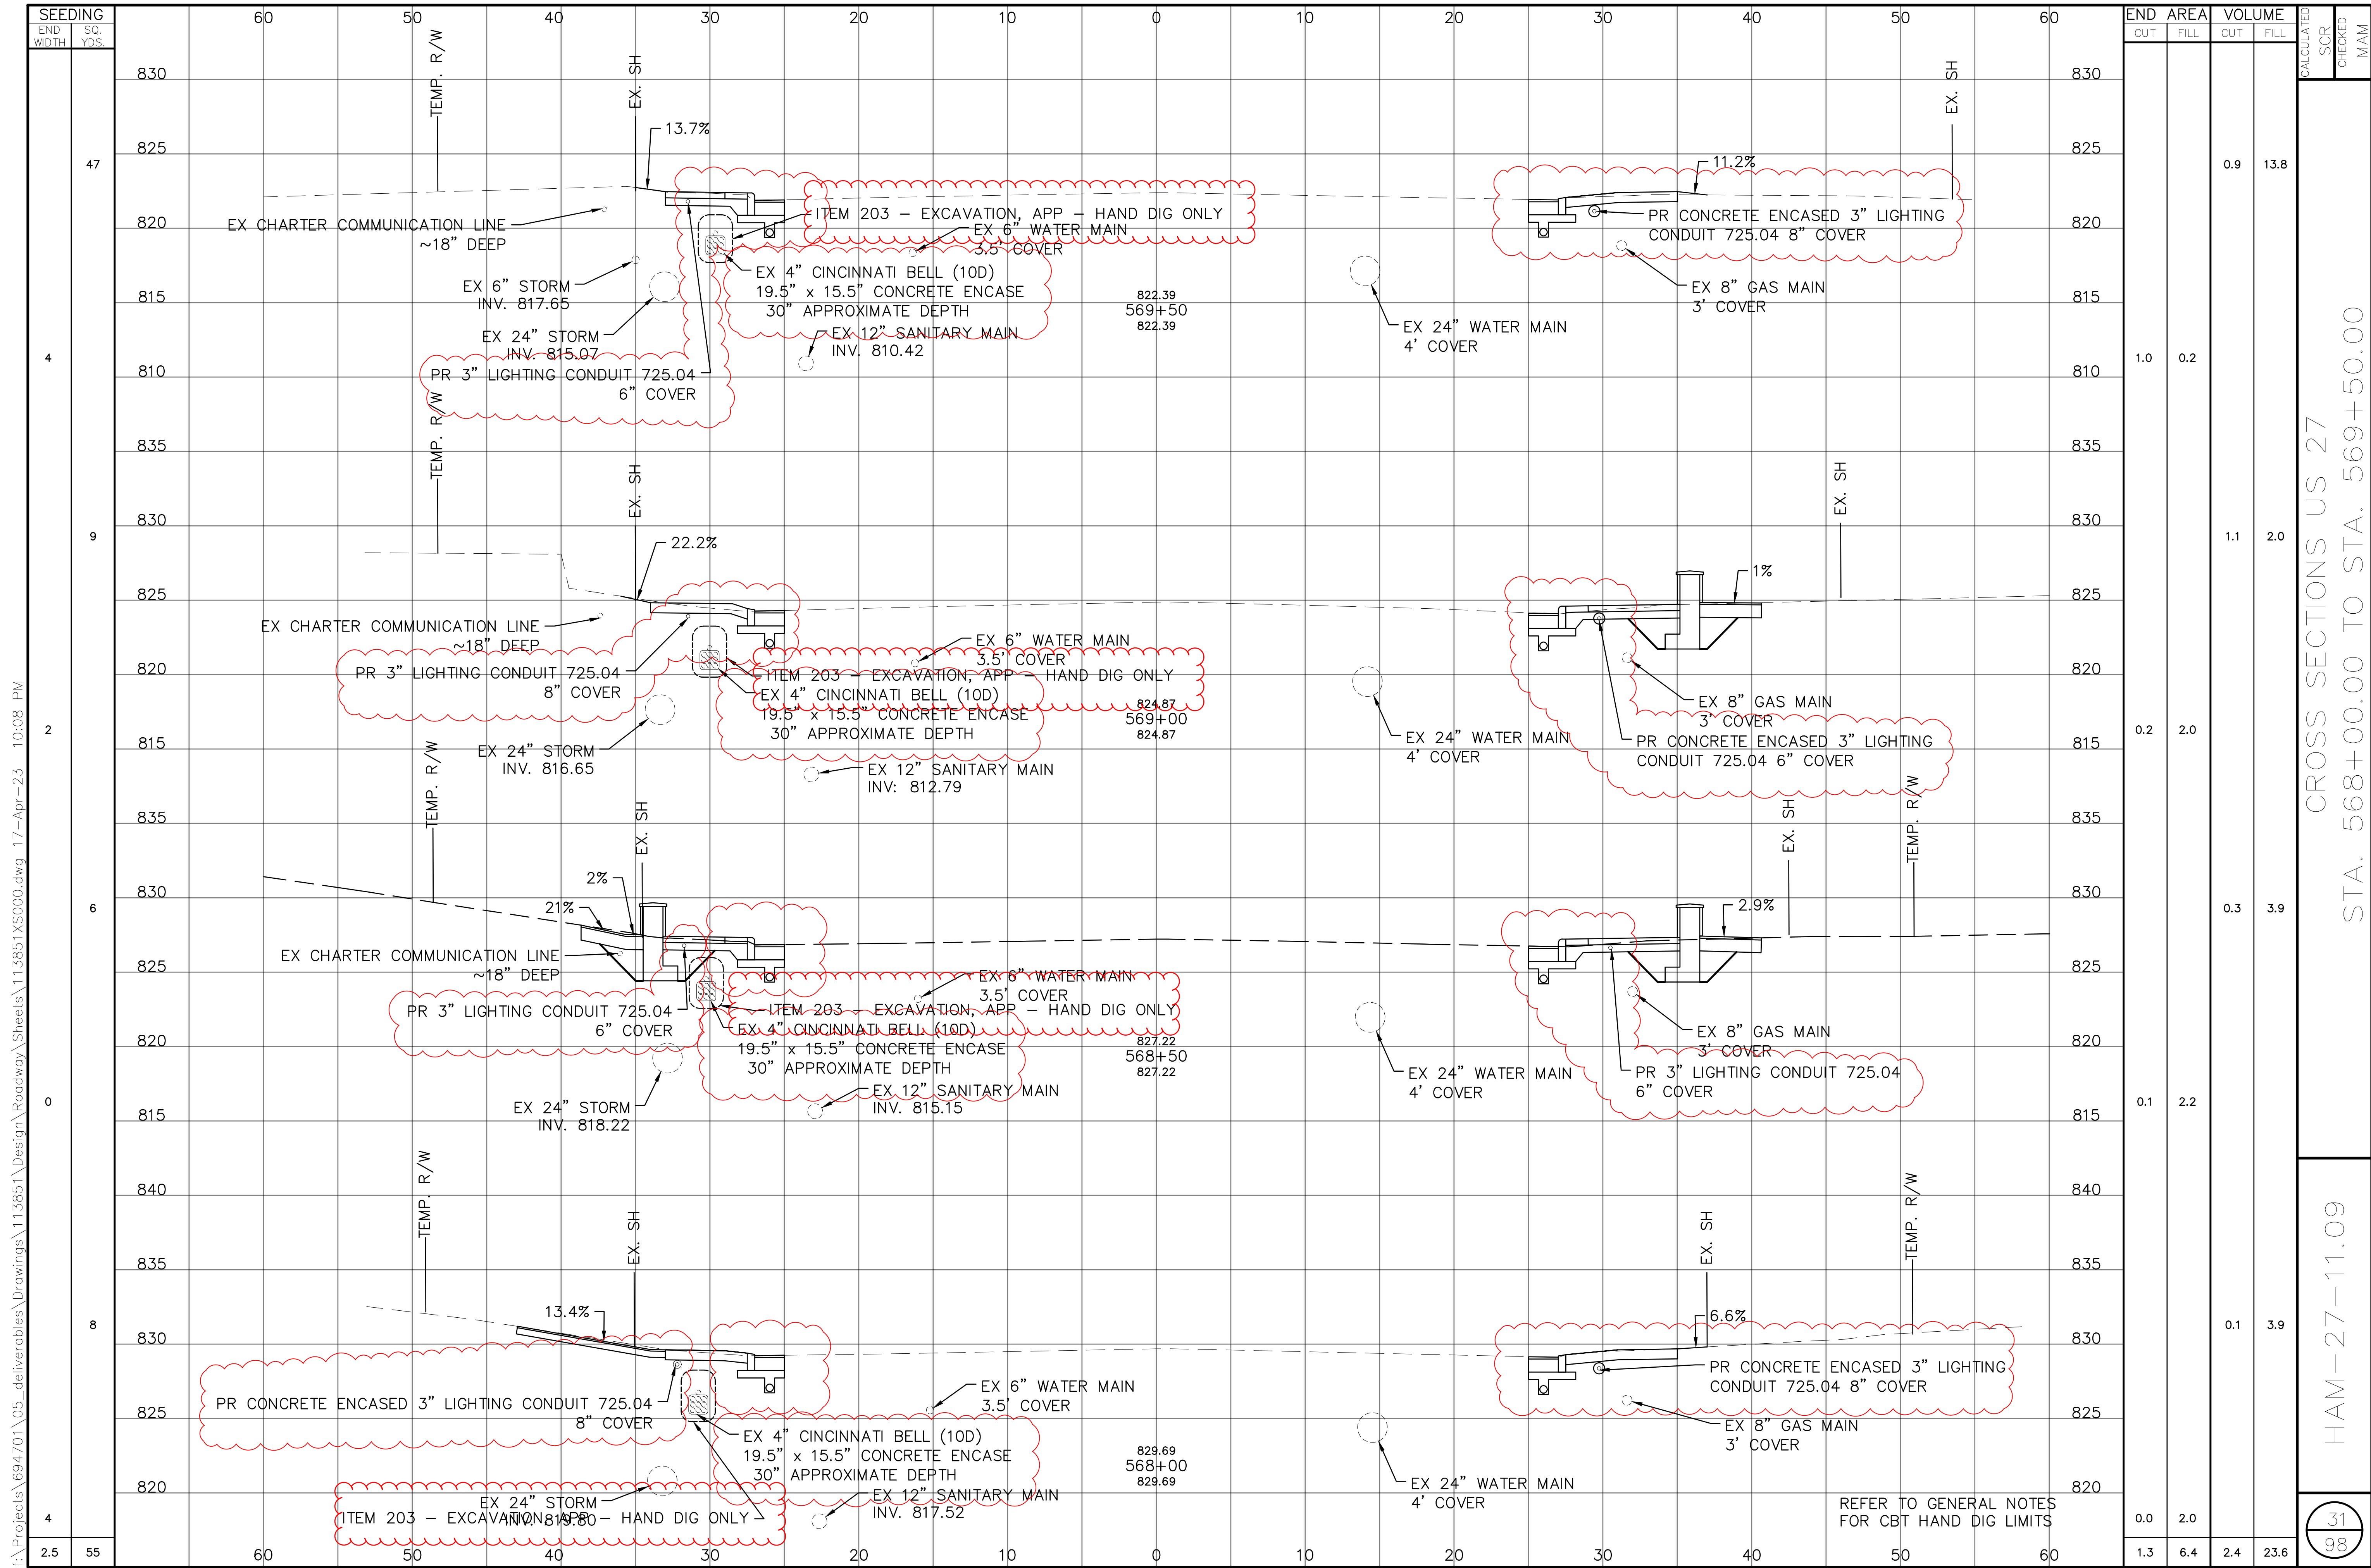 SEEDING
END WIDTH
SQ. YDS.
60 50 40 30 20 10 0 10 20 30 40 50 60
END AREA VOLUME
CUT FILL CUT FILL
CALCULATED
SCR
CHECKED
MAM
TEMP. R/W
EX. SH
EX. SH
830 830
13.7%
825 825
11.2%
47
0.9 13.8
EX CHARTER COMMUNICATION LINE
~18" DEEP
ITEM 203 – EXCAVATION, APP – HAND DIG ONLY
EX 6" WATER MAIN
3.5' COVER
820 820
PR CONCRETE ENCASED 3" LIGHTING
CONDUIT 725.04 8" COVER
EX 6" STORM
INV. 817.65
EX 4" CINCINNATI BELL (10D)
19.5" x 15.5" CONCRETE ENCASE
30" APPROXIMATE DEPTH
EX 8" GAS MAIN
3' COVER
815 815
822.39
569+50
822.39
EX 24" STORM
INV. 815.07
EX 12" SANITARY MAIN
INV. 810.42
EX 24" WATER MAIN
4' COVER
4
1.0 0.2
810 810
PR 3" LIGHTING CONDUIT 725.04
6" COVER
TEMP. R/W
EX. SH
EX. SH
835 835
830 830
9
1.1 2.0
22.2%
1%
825 825
EX CHARTER COMMUNICATION LINE
~18" DEEP
EX 6" WATER MAIN
3.5' COVER
820 820
PR 3" LIGHTING CONDUIT 725.04
8" COVER
ITEM 203 – EXCAVATION, APP – HAND DIG ONLY
EX 4" CINCINNATI BELL (10D)
19.5" x 15.5" CONCRETE ENCASE
30" APPROXIMATE DEPTH
824.87
569+00
824.87
EX 8" GAS MAIN
3' COVER
PR CONCRETE ENCASED 3" LIGHTING
CONDUIT 725.04 6" COVER
2
0.2 2.0
815 815
EX 24" STORM
INV. 816.65
EX 12" SANITARY MAIN
INV: 812.79
EX 24" WATER MAIN
4' COVER
TEMP. R/W
EX. SH
EX. SH
TEMP. R/W
835 835
830 830
2%
21%
2.9%
6
0.3 3.9
EX CHARTER COMMUNICATION LINE
~18" DEEP
825 825
EX 6" WATER MAIN
3.5' COVER
PR 3" LIGHTING CONDUIT 725.04
6" COVER
ITEM 203 – EXCAVATION, APP – HAND DIG ONLY
EX 4" CINCINNATI BELL (10D)
19.5" x 15.5" CONCRETE ENCASE
30" APPROXIMATE DEPTH
827.22
568+50
827.22
EX 8" GAS MAIN
3' COVER
820 820
PR 3" LIGHTING CONDUIT 725.04
6" COVER
EX 24" WATER MAIN
4' COVER
EX 24" STORM
INV. 818.22
EX 12" SANITARY MAIN
INV. 815.15
0
0.1 2.2
815 815
TEMP. R/W
EX. SH
EX. SH
TEMP. R/W
840 840
835 835
13.4%
6.6%
8
0.1 3.9
830 830
PR CONCRETE ENCASED 3" LIGHTING CONDUIT 725.04
8" COVER
EX 6" WATER MAIN
3.5' COVER
PR CONCRETE ENCASED 3" LIGHTING
CONDUIT 725.04 8" COVER
825 825
EX 4" CINCINNATI BELL (10D)
19.5" x 15.5" CONCRETE ENCASE
30" APPROXIMATE DEPTH
829.69
568+00
829.69
EX 8" GAS MAIN
3' COVER
820 820
EX 24" STORM
INV. 819.80
ITEM 203 – EXCAVATION, APP – HAND DIG ONLY
EX 12" SANITARY MAIN
INV. 817.52
EX 24" WATER MAIN
4' COVER
REFER TO GENERAL NOTES
FOR CBT HAND DIG LIMITS
4
0.0 2.0
2.5 55
60 50 40 30 20 10 0 10 20 30 40 50 60
1.3 6.4 2.4 23.6
CROSS SECTIONS US 27
STA. 568+00.00 TO STA. 569+50.00
HAM-27-11.09
31
98
f:\Projects\694701\05_deliverables\Drawings\113851\Design\Roadway\Sheets\113851XS000.dwg 17-Apr-23 10:08 PM